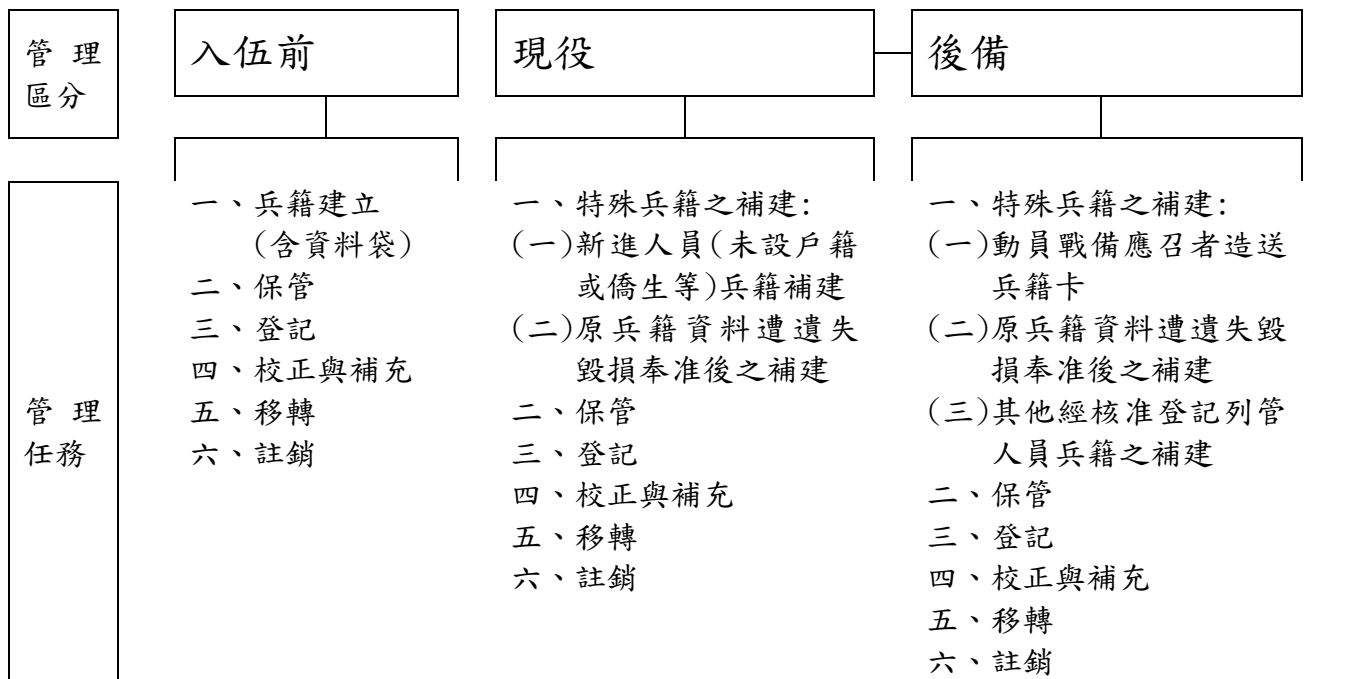 管理
區分
入伍前
現役
後備
管理
任務
一、兵籍建立
(含資料袋)
二、保管
三、登記
四、校正與補充
五、移轉
六、註銷
一、特殊兵籍之補建:
(一)新進人員(未設戶籍
或僑生等)兵籍補建
(二)原兵籍資料遭遺失
毀損奉准後之補建
二、保管
三、登記
四、校正與補充
五、移轉
六、註銷
一、特殊兵籍之補建:
(一)動員戰備應召者造送
兵籍卡
(二)原兵籍資料遭遺失毀
損奉准後之補建
(三)其他經核准登記列管
人員兵籍之補建
二、保管
三、登記
四、校正與補充
五、移轉
六、註銷